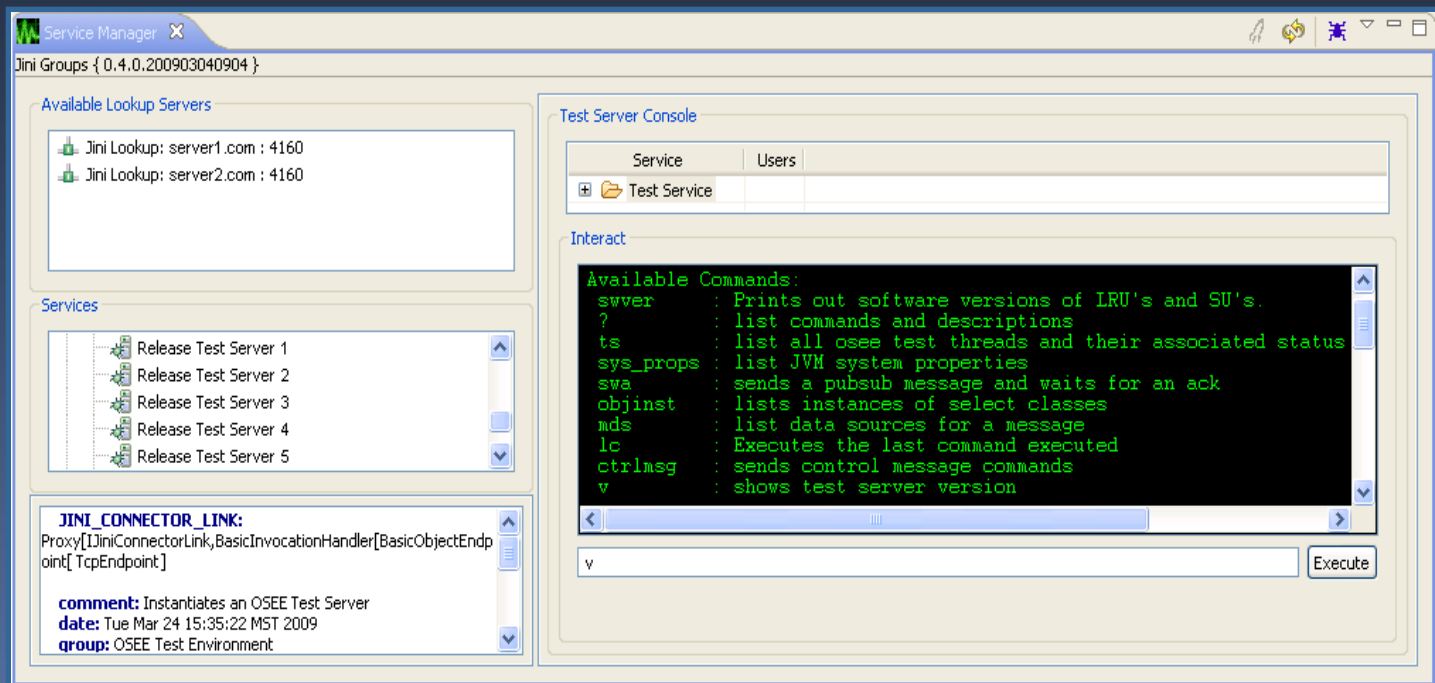 Service Manager
Jini Groups { 0.4.0.200903040904 }
Available Lookup Servers
Jini Lookup: server1.com : 4160
Jini Lookup: server2.com : 4160
Services
Release Test Server 1
Release Test Server 2
Release Test Server 3
Release Test Server 4
Release Test Server 5
JINI_CONNECTOR_LINK:
Proxy[IJiniConnectorLink,BasicInvocationHandler[BasicObjectEndp
oint[TcpEndpoint]
comment: Instantiates an OSEE Test Server
date: Tue Mar 24 15:35:22 MST 2009
group: OSEE Test Environment
Test Server Console
Service Users
Test Service
Interact
Available Commands:
swver : Prints out software versions of LRU's and SU's.
? : list commands and descriptions
ts : list all osee test threads and their associated status
sys_props : list JVM system properties
swa : sends a pubsub message and waits for an ack
objinst : lists instances of select classes
mds : list data sources for a message
lc : Executes the last command executed
ctrlmsg : sends control message commands
v : shows test server version
v
Execute